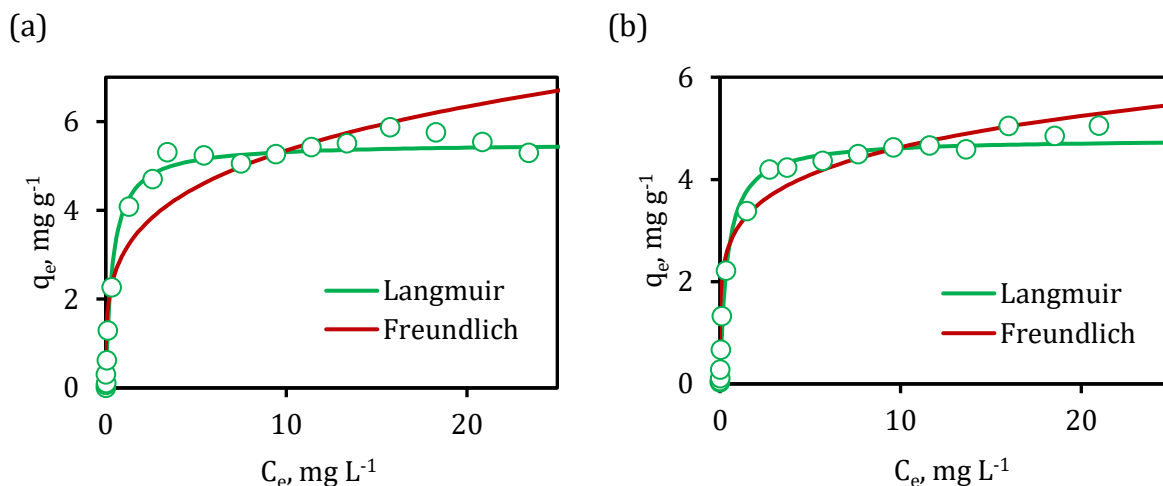 (a)
6
4
2
0
0
10
20
qₑ, mg g⁻¹
Cₑ, mg L⁻¹
Langmuir
Freundlich
(b)
6
4
2
0
0
10
20
qₑ, mg g⁻¹
Cₑ, mg L⁻¹
Langmuir
Freundlich